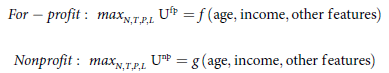 For − profit : max_{N,T,P,L} U^{fp} = f (age, income, other features)
Nonprofit : max_{N,T,P,L} U^{np} = g (age, income, other features)